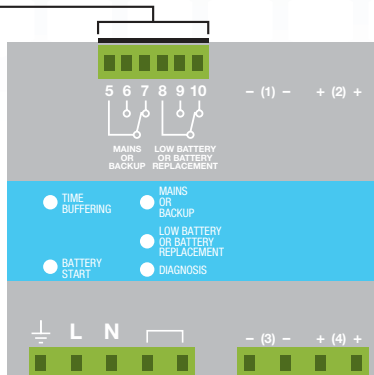 5 6 7 8 9 10
– (1) – + (2) +
MAINS
OR
BACKUP
LOW BATTERY
OR BATTERY
REPLACEMENT
TIME
BUFFERING
MAINS
OR
BACKUP
LOW BATTERY
OR BATTERY
REPLACEMENT
BATTERY
START
DIAGNOSIS
L N
– (3) – + (4) +